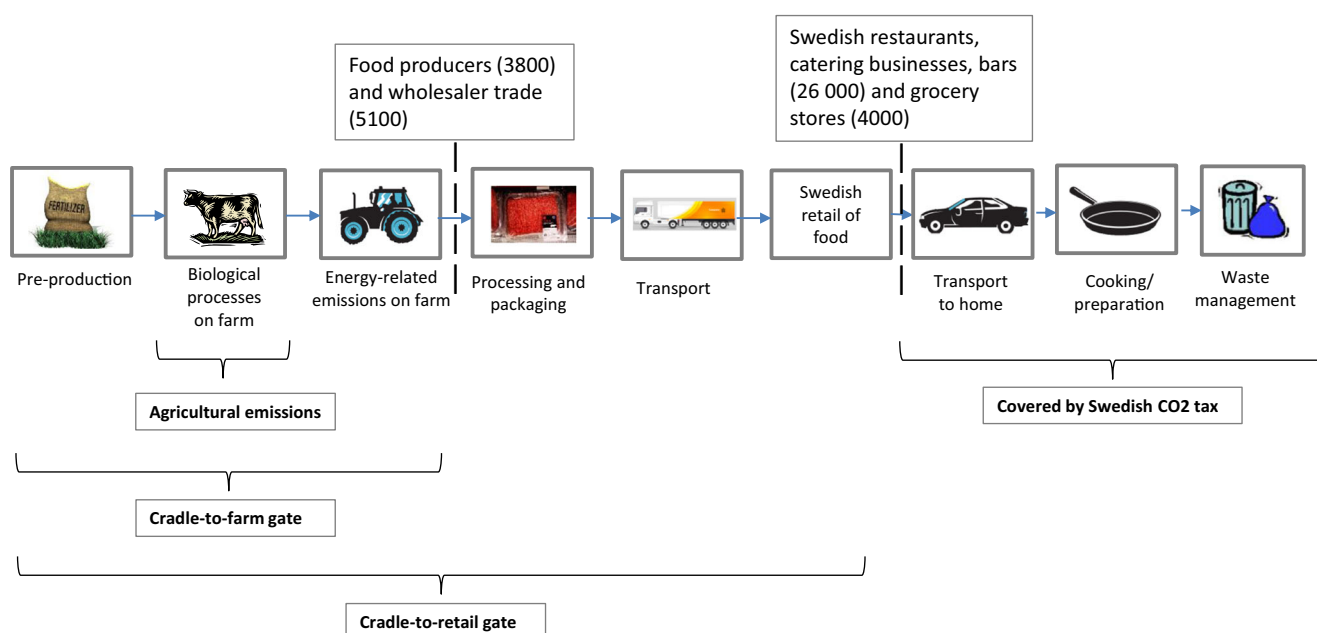 Food producers (3800)
and wholesaler trade
(5100)
Swedish restaurants,
catering businesses, bars
(26 000) and grocery
stores (4000)
FERTILIZER
Swedish
retail of
food
Pre-production
Biological
processes
on farm
Energy-related
emissions on farm
Processing and
packaging
Transport
Transport
to home
Cooking/
preparation
Waste
management
Agricultural emissions
Covered by Swedish CO2 tax
Cradle-to-farm gate
Cradle-to-retail gate